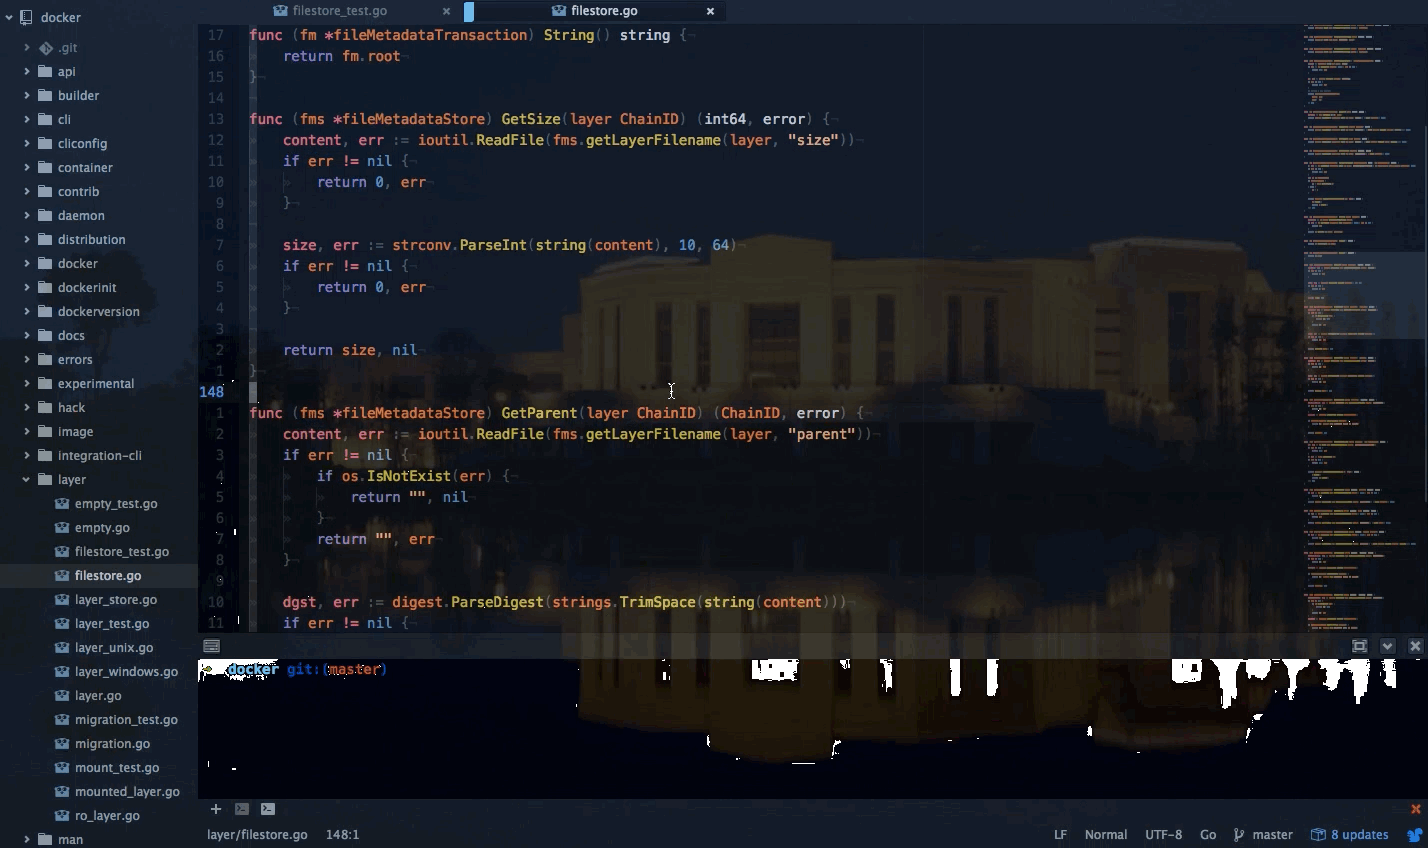 docker
.git
api
builder
cli
cliconfig
container
contrib
daemon
distribution
docker
dockerinit
dockerversion
docs
errors
experimental
hack
image
integration-cli
layer
empty_test.go
empty.go
filestore_test.go
filestore.go
layer_store.go
layer_test.go
layer_unix.go
layer_windows.go
layer.go
migration_test.go
migration.go
mount_test.go
mounted_layer.go
ro_layer.go
man
filestore_test.go × filestore.go ×
17 func (fm *fileMetadataTransaction) String() string {¬
16 return fm.root¬
15 }¬
14
13 func (fms *fileMetadataStore) GetSize(layer ChainID) (int64, error) {¬
12 content, err := ioutil.ReadFile(fms.getLayerFilename(layer, "size"))¬
11 if err != nil {¬
10 return 0, err¬
9 }¬
8
7 size, err := strconv.ParseInt(string(content), 10, 64)¬
6 if err != nil {¬
5 return 0, err¬
4 }¬
3
2 return size, nil¬
1 }¬
148
1 func (fms *fileMetadataStore) GetParent(layer ChainID) (ChainID, error) {¬
2 content, err := ioutil.ReadFile(fms.getLayerFilename(layer, "parent"))¬
3 if err != nil {¬
4 if os.IsNotExist(err) {¬
5 return "", nil¬
6 }¬
7 return "", err¬
8 }¬
9
10 dgst, err := digest.ParseDigest(strings.TrimSpace(string(content)))¬
11 if err != nil {¬
docker git:(master)
layer/filestore.go 148:1 LF Normal UTF-8 Go master 8 updates